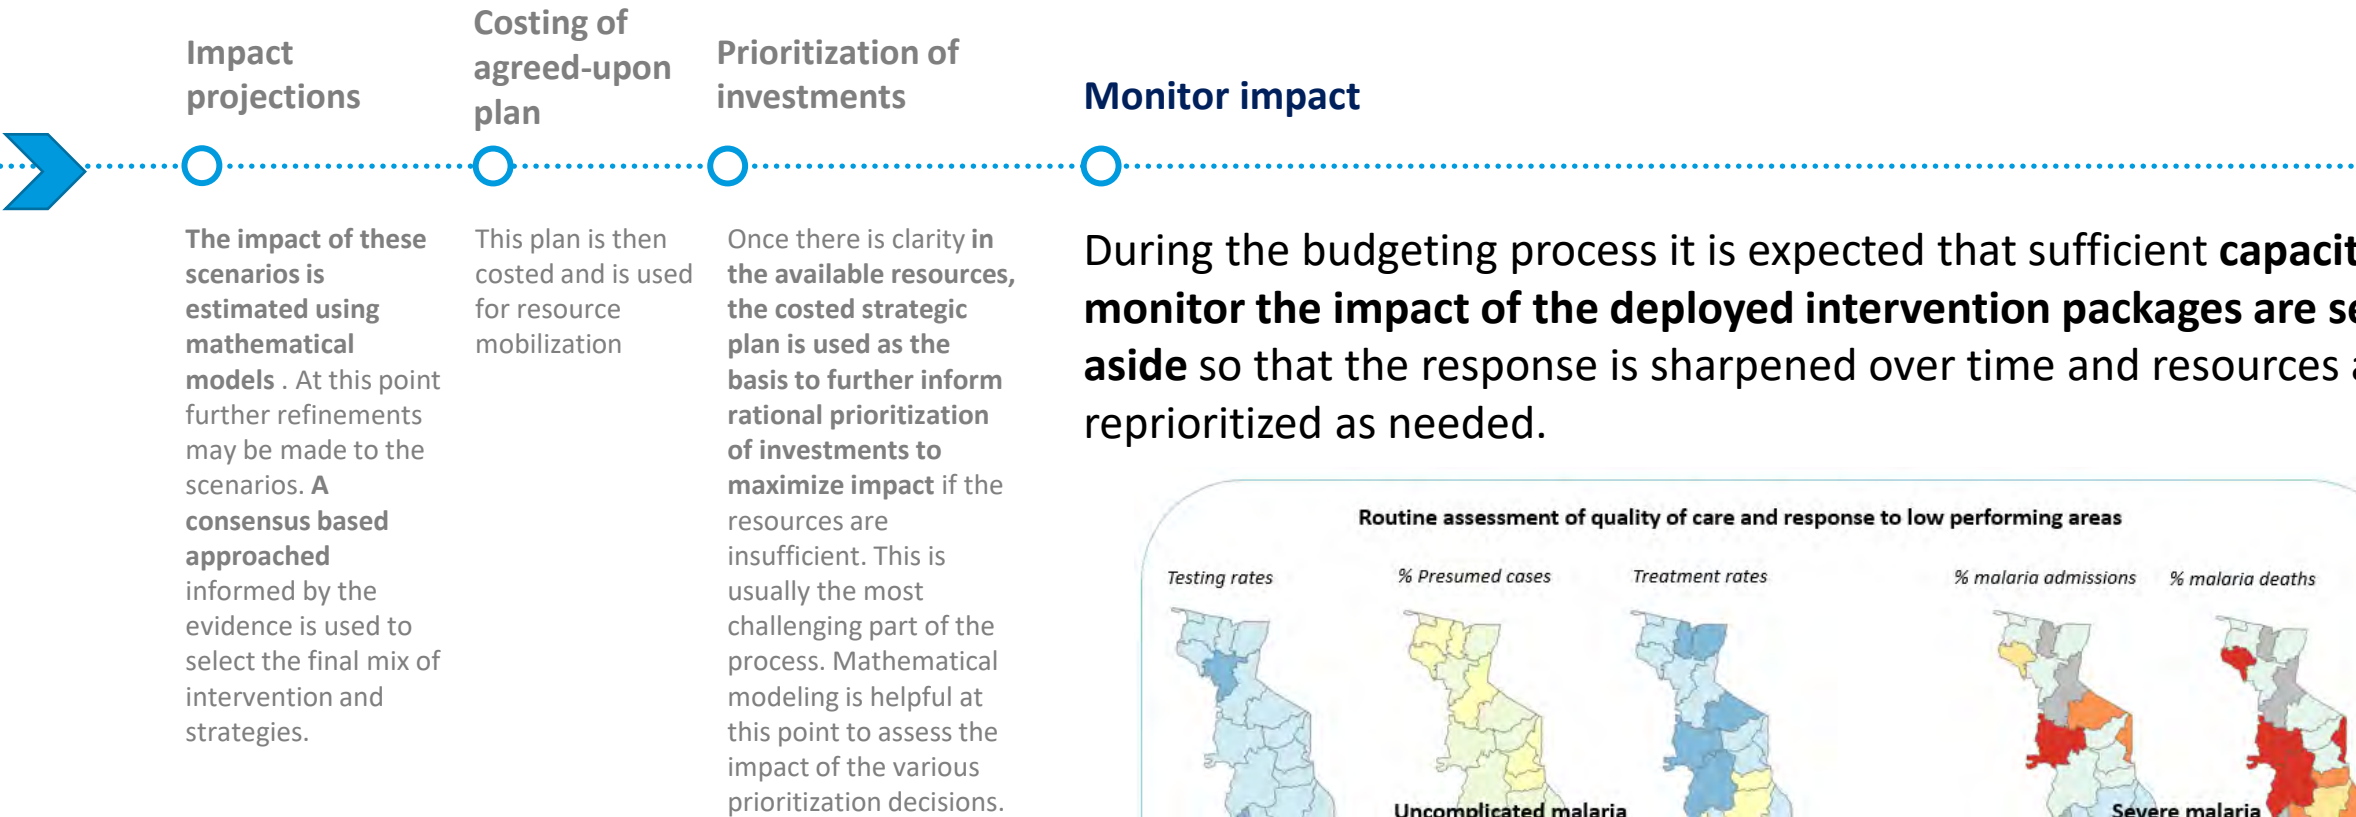 Impact
projections
Costing of
agreed-upon
plan
Prioritization of
investments
Monitor impact
The impact of these
scenarios is
estimated using
mathematical
models . At this point
further refinements
may be made to the
scenarios. A
consensus based
approached
informed by the
evidence is used to
select the final mix of
intervention and
strategies.
This plan is then
costed and is used
for resource
mobilization
Once there is clarity in
the available resources,
the costed strategic
plan is used as the
basis to further inform
rational prioritization
of investments to
maximize impact if the
resources are
insufficient. This is
usually the most
challenging part of the
process. Mathematical
modeling is helpful at
this point to assess the
impact of the various
prioritization decisions.
During the budgeting process it is expected that sufficient
monitor the impact of the deployed intervention packages are
aside so that the response is sharpened over time and resources
reprioritized as needed.
Routine assessment of quality of care and response to low performing areas
Testing rates
% Presumed cases
Treatment rates
% malaria admissions
% malaria deaths
Uncomplicated malaria
Severe malaria